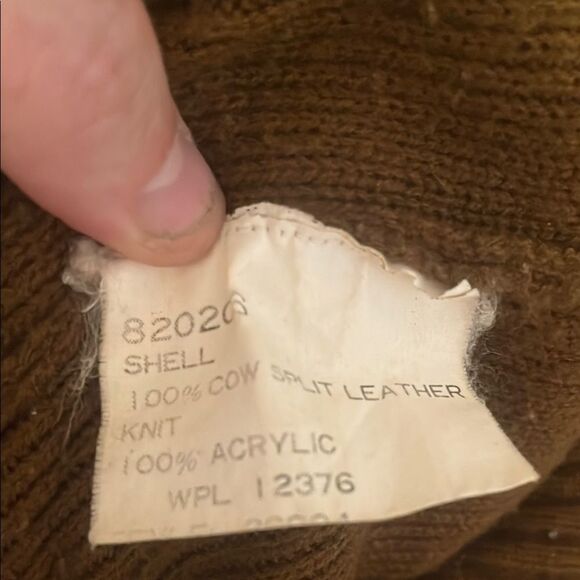 82026
SHELL
100% COW SPLIT LEATHER
KNIT
100% ACRYLIC
WPL 12376